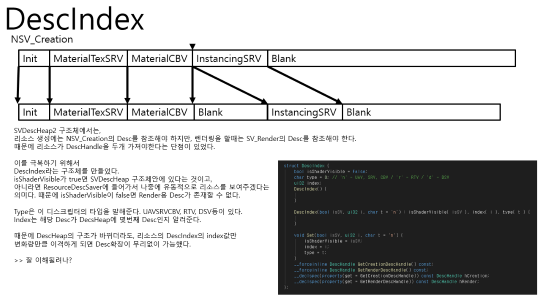 DescIndex
NSV_Creation
Init MaterialTexSRV MaterialCBV InstancingSRV Blank
Init MaterialTexSRV MaterialCBV Blank InstancingSRV Blank
SVDescHeap2 구조체에서는,
리소스 생성에는 NSV_Creation의 Desc를 참조해야 하지만, 렌더링을 할때는 SV_Render의 Desc를 참조해야 한다.
때문에 리소스가 DescHandle을 두개 가져야한다는 단점이 있었다.
이를 극복하기 위해서
DescIndex라는 구조체를 만들었다.
isShaderVisible가 true면 SVDescHeap 구조체안에 있다는 것이고,
아니라면 ResourceDescSaver에 들어가서 나중에 유동적으로 리소스를 보여주겠다는
의미다. 때문에 isShaderVisible이 false면 Render용 Desc가 존재할 수 없다.
Type은 이 디스크립터의 타입을 말해준다. UAVSRVCBV, RTV, DSV등이 있다.
Index는 해당 Desc가 DecsHeap에 몇번째 Desc인지 알려준다.
때문에 DescHeap의 구조가 바뀌더라도, 리소스의 DescIndex의 index값만
변화량만큼 이격하게 되면 Desc확장이 무리없이 가능했다.
>> 잘 이해될려나?
struct DescIndex {
bool isShaderVisible = false;
char type = 0;
ui32 index;
DescIndex() {
}
void Set(bool isSV, ui32 i, char t = 'n') {
isShaderVisible = isSV;
index = i;
type = t;
}
__forceinline DescHandle GetCreationDescHandle() const;
__forceinline DescHandle GetRenderDescHandle() const;
__declspec(property(get = GetCreationDescHandle)) const DescHandle hCreation;
__declspec(property(get = GetRenderDescHandle)) const DescHandle hRender;
};